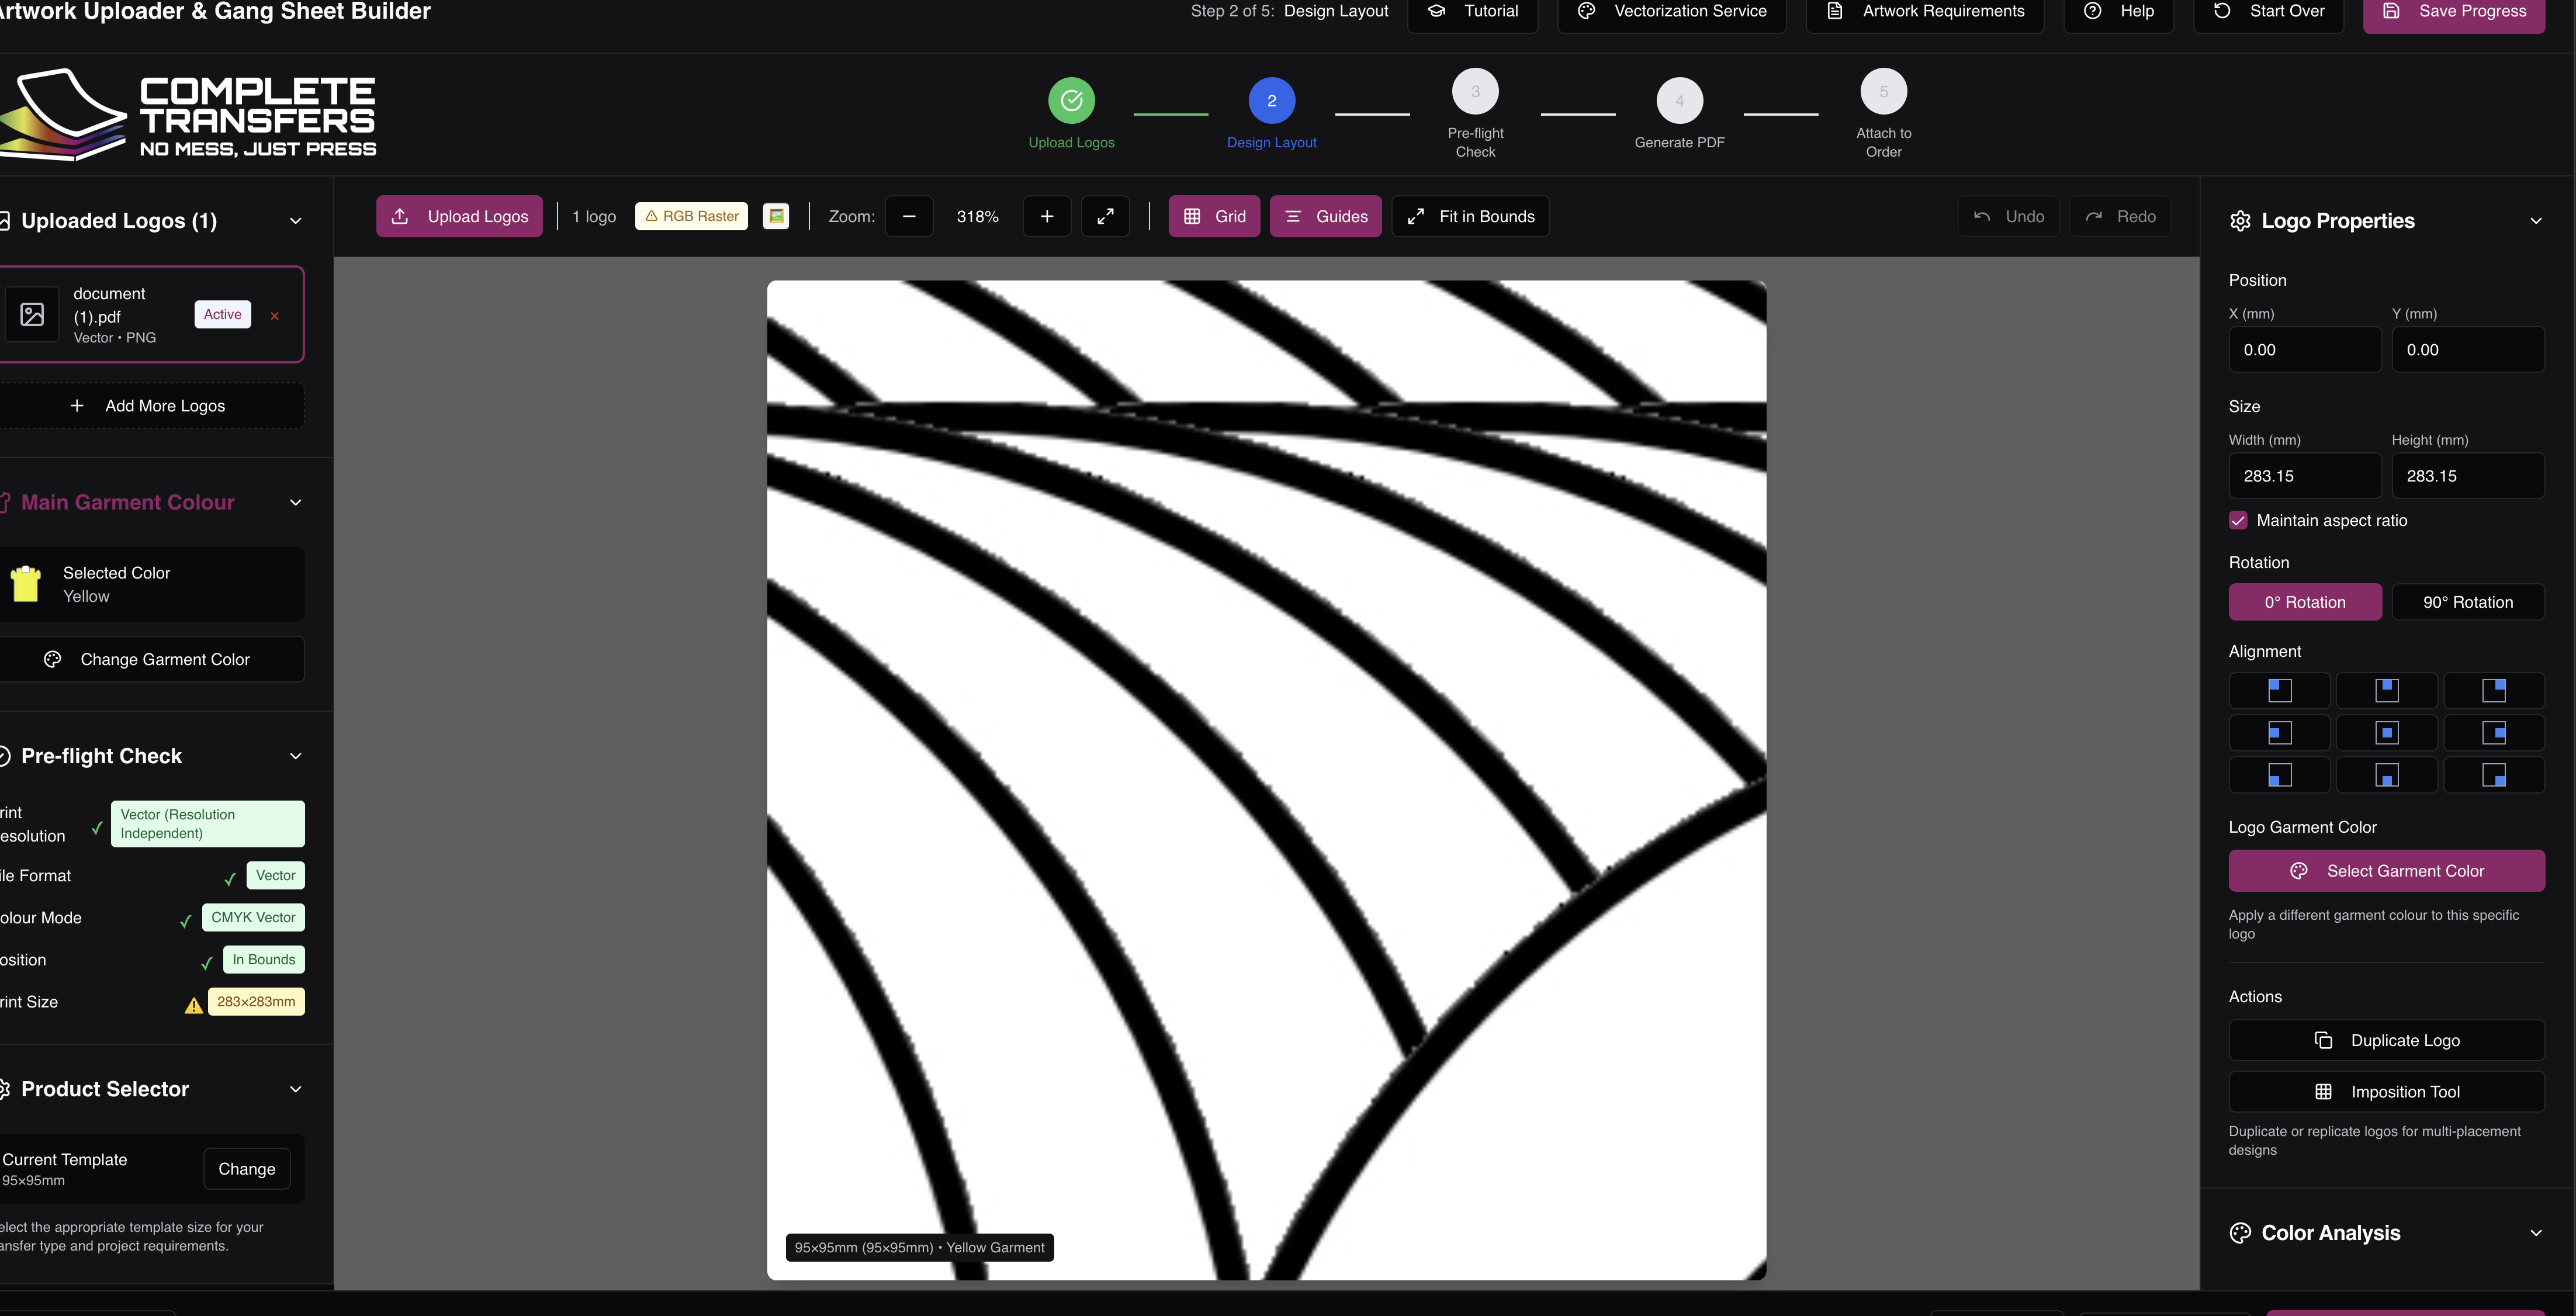 Artwork Uploader & Gang Sheet Builder
Step 2 of 5: Design Layout
Tutorial
Vectorization Service
Artwork Requirements
Help
Start Over
Save Progress
COMPLETE
TRANSFERS
NO MESS, JUST PRESS
Upload Logos
2
Design Layout
3
Pre-flight
Check
4
Generate PDF
5
Attach to
Order
Uploaded Logos (1)
document
(1).pdf
Vector • PNG
Active
×
Add More Logos
Main Garment Colour
Selected Color
Yellow
Change Garment Color
Pre-flight Check
rint
esolution
Vector (Resolution
Independent)
ile Format
Vector
olour Mode
CMYK Vector
osition
In Bounds
rint Size
283×283mm
Product Selector
Current Template
95×95mm
Change
elect the appropriate template size for your
ansfer type and project requirements.
Upload Logos
1 logo
RGB Raster
Zoom:
318%
Grid
Guides
Fit in Bounds
Undo
Redo
95×95mm (95×95mm) • Yellow Garment
Logo Properties
Position
X (mm)
Y (mm)
0.00
0.00
Size
Width (mm)
Height (mm)
283.15
283.15
Maintain aspect ratio
Rotation
0° Rotation
90° Rotation
Alignment
Logo Garment Color
Select Garment Color
Apply a different garment colour to this specific
logo
Actions
Duplicate Logo
Imposition Tool
Duplicate or replicate logos for multi-placement
designs
Color Analysis